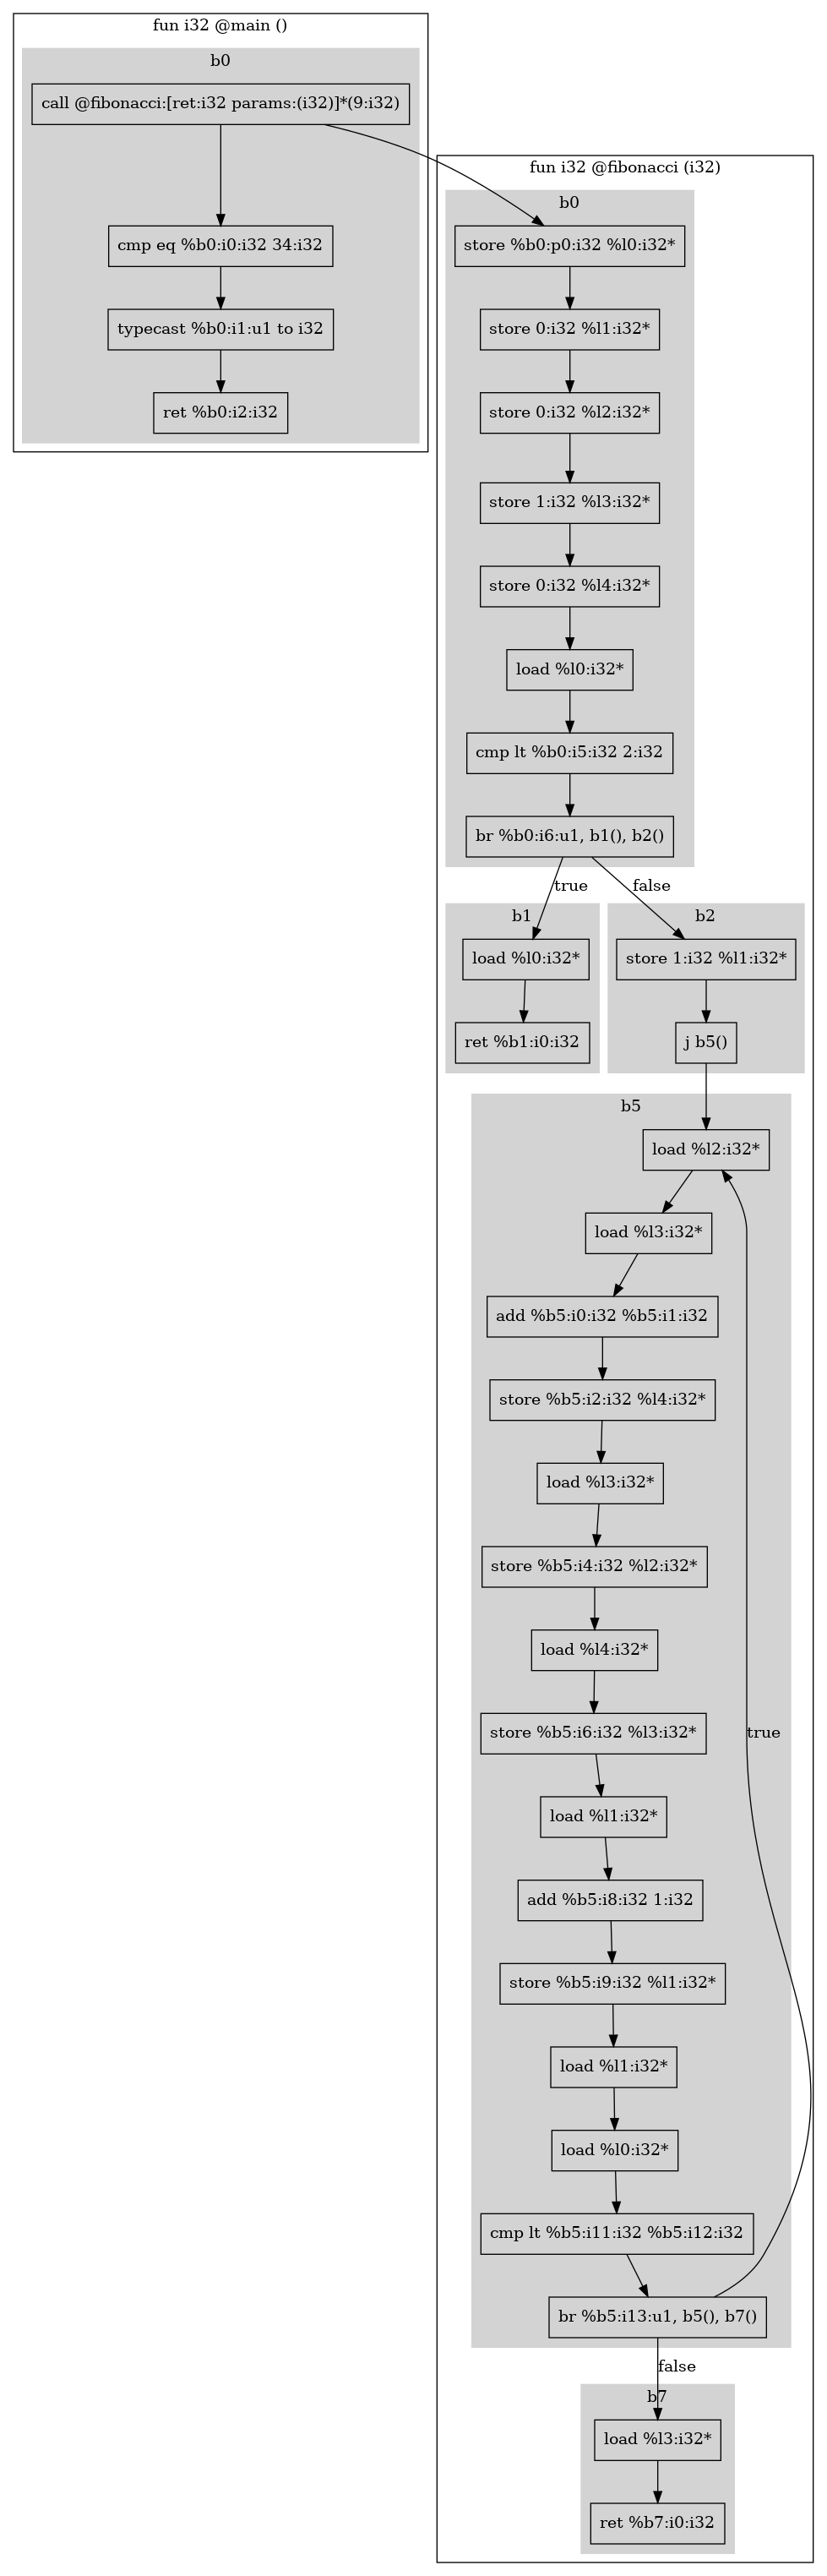 fun i32 @main ()
b0
call @fibonacci:[ret:i32 params:(i32)]*(9:i32)
cmp eq %b0:i0:i32 34:i32
typecast %b0:i1:u1 to i32
ret %b0:i2:i32
fun i32 @fibonacci (i32)
b0
store %b0:p0:i32 %l0:i32*
store 0:i32 %l1:i32*
store 0:i32 %l2:i32*
store 1:i32 %l3:i32*
store 0:i32 %l4:i32*
load %l0:i32*
cmp lt %b0:i5:i32 2:i32
br %b0:i6:u1, b1(), b2()
true
false
b1
load %l0:i32*
ret %b1:i0:i32
b2
store 1:i32 %l1:i32*
j b5()
b5
load %l2:i32*
load %l3:i32*
add %b5:i0:i32 %b5:i1:i32
store %b5:i2:i32 %l4:i32*
load %l3:i32*
store %b5:i4:i32 %l2:i32*
load %l4:i32*
store %b5:i6:i32 %l3:i32*
true
load %l1:i32*
add %b5:i8:i32 1:i32
store %b5:i9:i32 %l1:i32*
load %l1:i32*
load %l0:i32*
cmp lt %b5:i11:i32 %b5:i12:i32
br %b5:i13:u1, b5(), b7()
false
b7
load %l3:i32*
ret %b7:i0:i32